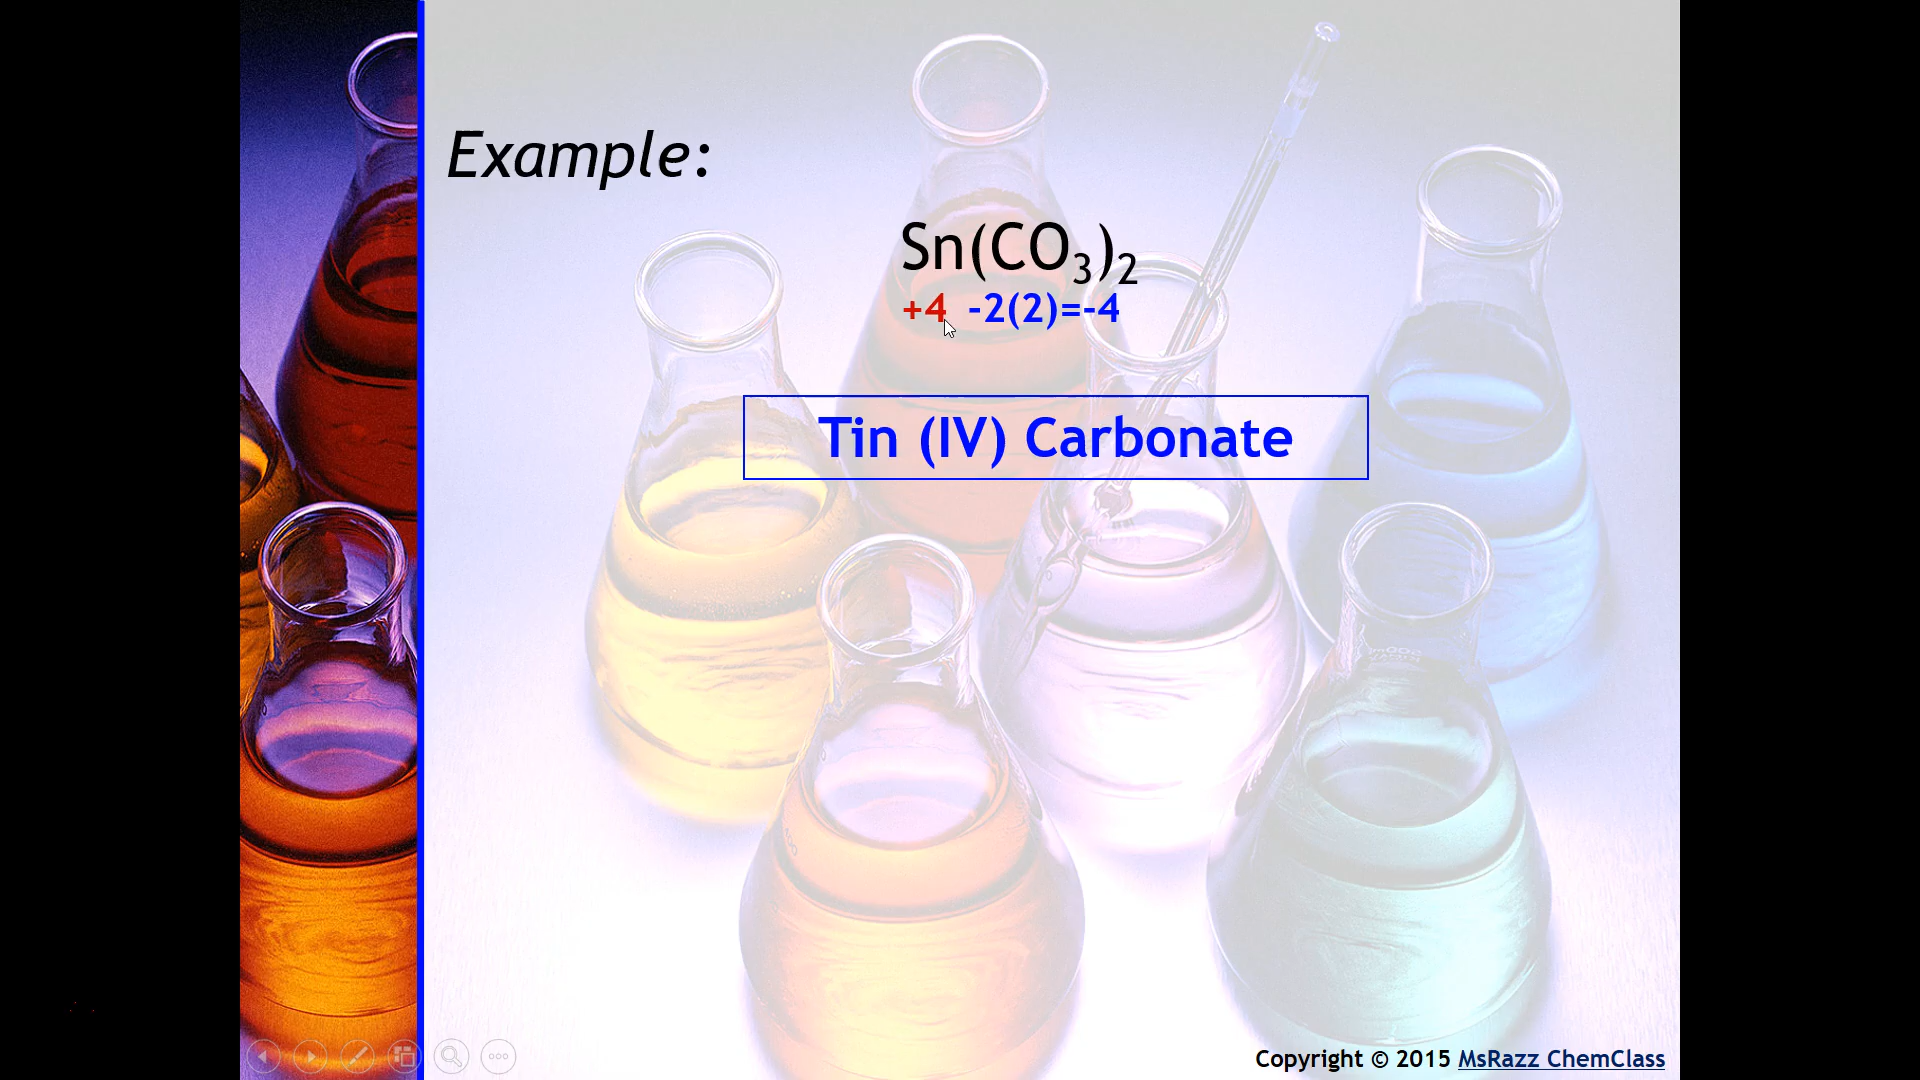 Example:
Sn(CO₃)₂
+4 -2(2)=-4
Tin (IV) Carbonate
Copyright © 2015 MsRazz ChemClass